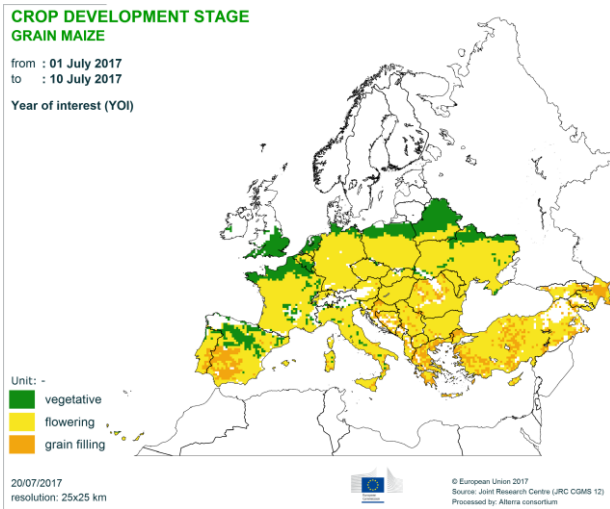 CROP DEVELOPMENT STAGE
GRAIN MAIZE
from : 01 July 2017
to : 10 July 2017
Year of interest (YOI)
Unit: -
vegetative
flowering
grain filling
20/07/2017
resolution: 25x25 km
European
Commission
© European Union 2017
Source: Joint Research Centre (JRC CGMS 12)
Processed by: Alterra consortium